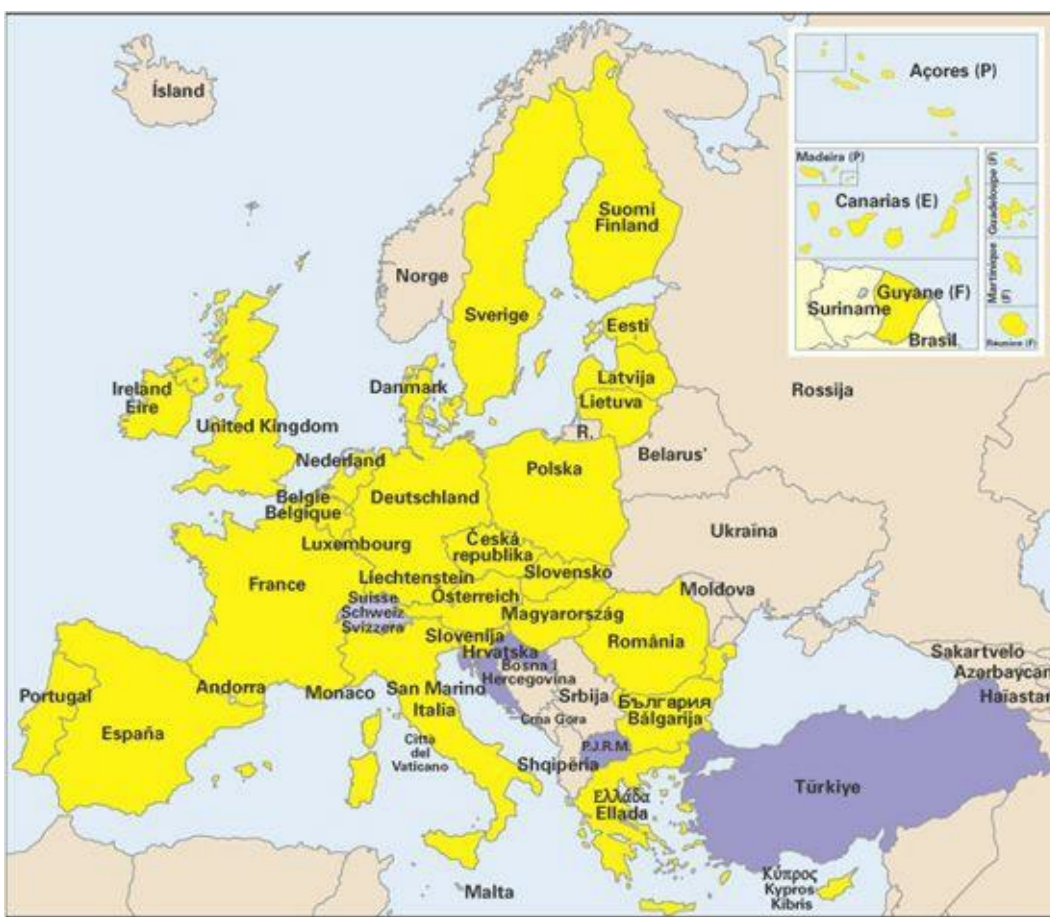 Ísland
Açores (P)
Madeira (P)
Canarias (E)
Guadeloupe (F)
Martinique
(F)
Guyane (F)
Suriname
Brasil
Réunion (F)
Suomi
Finland
Norge
Sverige
Eesti
Latvija
Lietuva
R.
Rossija
Danmark
Ireland
Éire
United Kingdom
Nederland
België
Belgique
Deutschland
Polska
Belarus'
Luxembourg
Česká
republika
Slovensko
Ukraïna
France
Liechtenstein
Suisse
Schweiz
Svizzera
Österreich
Magyarország
Moldova
Slovenija
Hrvatska
România
Bosna i
Hercegovina
Srbija
Sakartvelo
Azərbaycan
Haïastan
Portugal
España
Andorra
Monaco
San Marino
Italia
Città
del
Vaticano
Crna Gora
България
Bălgarija
P.J.R.M.
Shqipëria
Ελλάδα
Ellada
Türkiye
Malta
Κύπρος
Kypros
Kibris